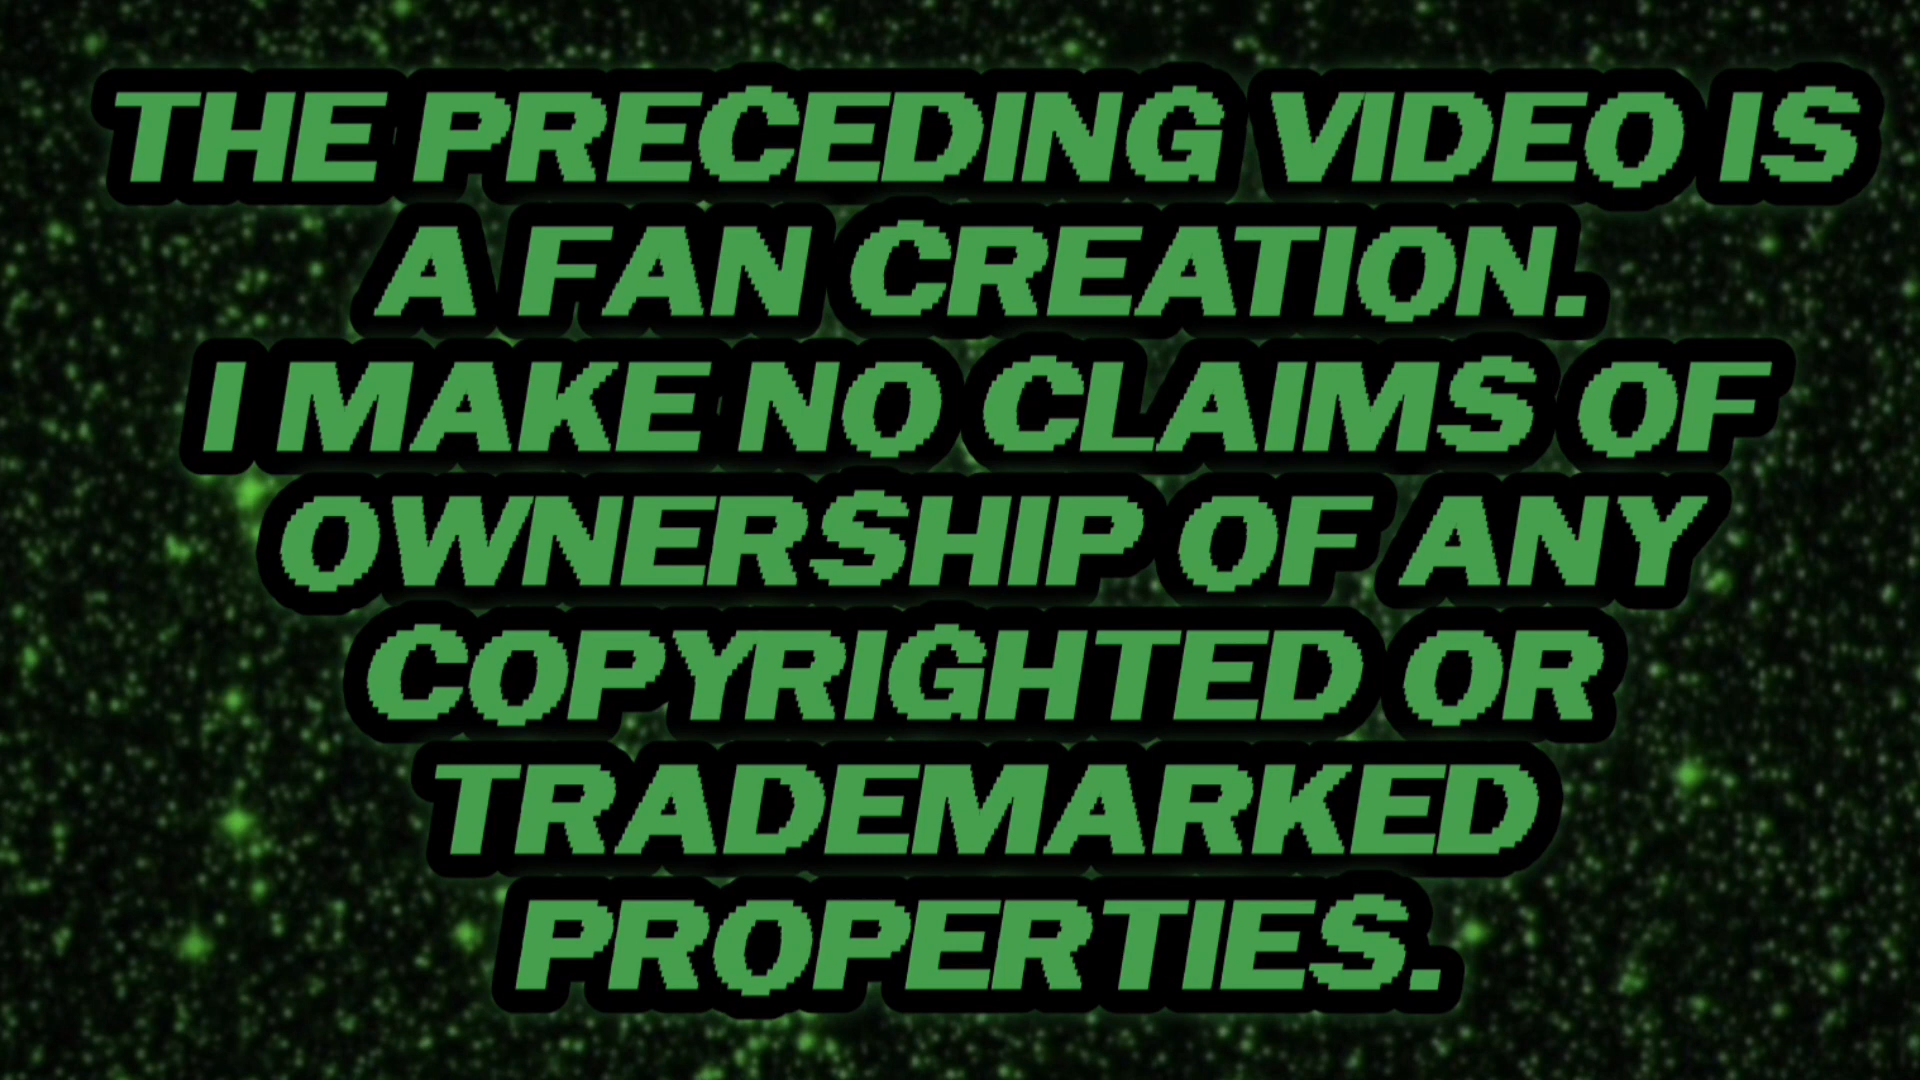 THE PRECEDING VIDEO IS
A FAN CREATION.
I MAKE NO CLAIMS OF
OWNERSHIP OF ANY
COPYRIGHTED OR
TRADEMARKED
PROPERTIES.